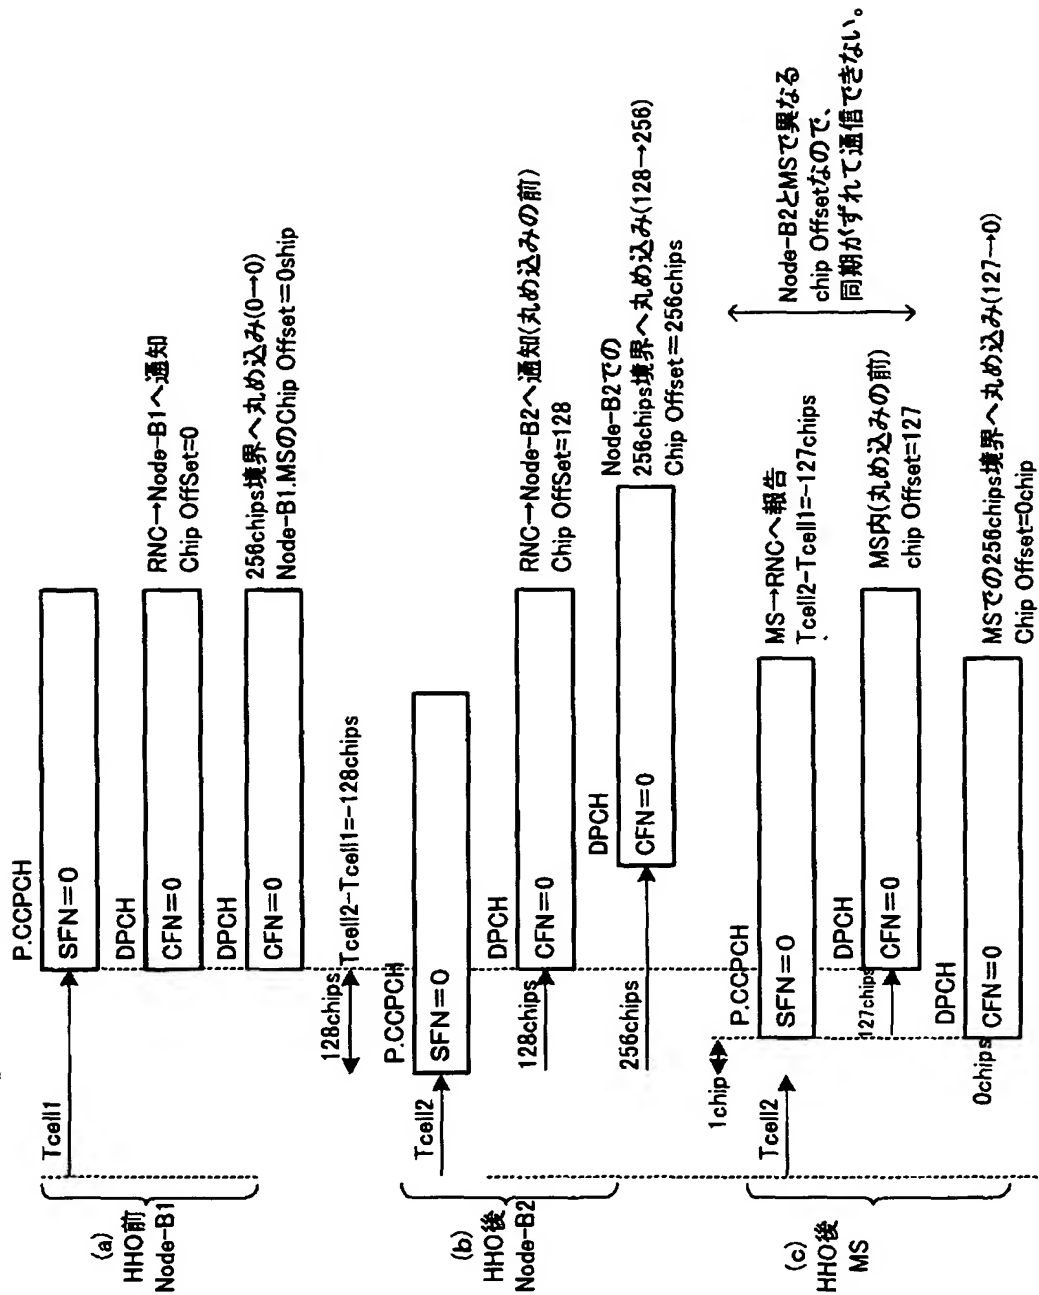 (a)
HHO前
Node-B1
Tcell1
P.CCPCH
SFN=0
DPCH
CFN=0
RNC→Node-B1へ通知
Chip OffSet=0
DPCH
CFN=0
256chips境界へ丸め込み(0→0)
Node-B1.MSのChip Offset=0ship
128chips
Tcell2-Tcell1=-128chips
(b)
HHO後
Node-B2
Tcell2
P.CCPCH
SFN=0
128chips
DPCH
CFN=0
RNC→Node-B2へ通知(丸め込みの前)
Chip OffSet=128
256chips
DPCH
CFN=0
Node-B2での
256chips境界へ丸め込み(128→256)
Chip Offset=256chips
(c)
HHO後
MS
1chip
Tcell2
P.CCPCH
SFN=0
MS→RNCへ報告
Tcell2-Tcell1=-127chips
127chips
DPCH
CFN=0
MS内(丸め込みの前)
chip Offset=127
0chips
DPCH
CFN=0
MSでの256chips境界へ丸め込み(127→0)
Chip Offset=0chip
Node-B2とMSで異なる
chip Offsetなので、
同期がずれて通信できない。